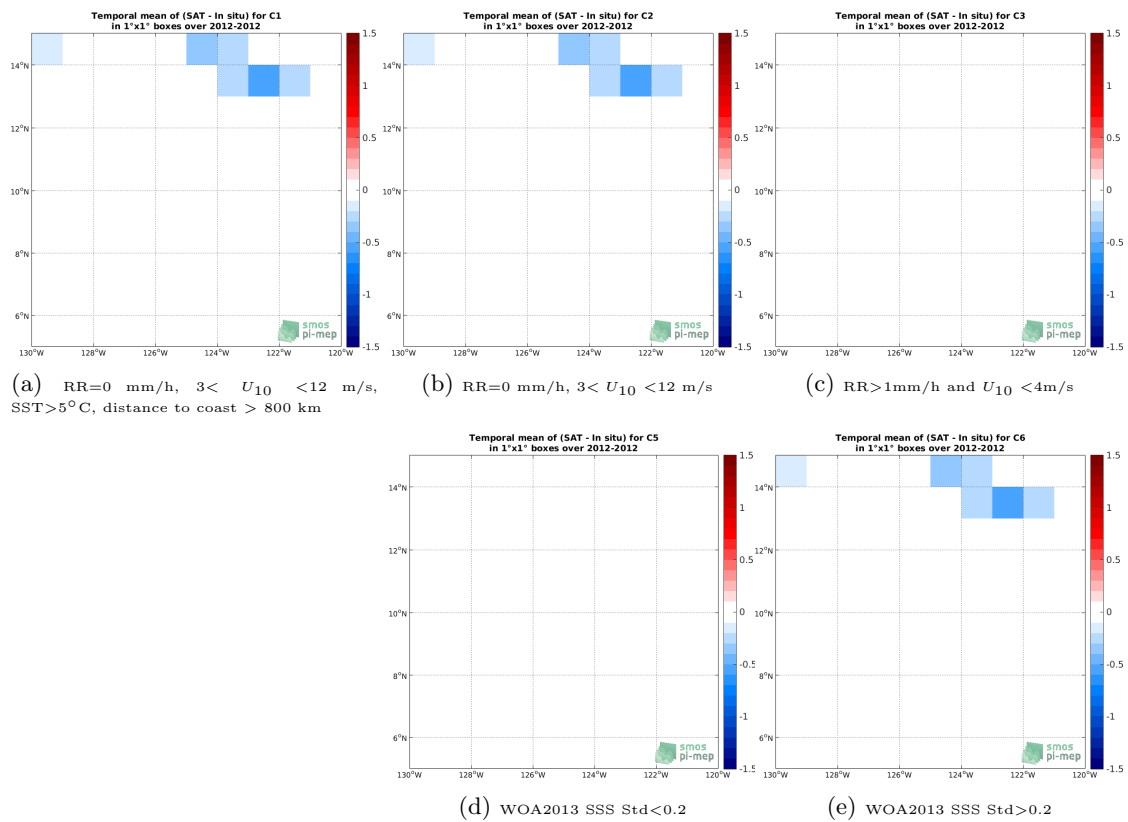 Temporal mean of (SAT - In situ) for C1
in 1°x1° boxes over 2012-2012
14°N
12°N
10°N
8°N
6°N
130°W 128°W 126°W 124°W 122°W 120°W
1.5
1
0.5
0
-0.5
-1
-1.5
smos
pi-mep
(a) RR=0 mm/h, 3< U10 <12 m/s,
SST>5°C, distance to coast > 800 km
Temporal mean of (SAT - In situ) for C2
in 1°x1° boxes over 2012-2012
14°N
12°N
10°N
8°N
6°N
130°W 128°W 126°W 124°W 122°W 120°W
1.5
1
0.5
0
-0.5
-1
-1.5
smos
pi-mep
(b) RR=0 mm/h, 3< U10 <12 m/s
Temporal mean of (SAT - In situ) for C3
in 1°x1° boxes over 2012-2012
14°N
12°N
10°N
8°N
6°N
130°W 128°W 126°W 124°W 122°W 120°W
1.5
1
0.5
0
-0.5
-1
-1.5
smos
pi-mep
(c) RR>1mm/h and U10 <4m/s
Temporal mean of (SAT - In situ) for C5
in 1°x1° boxes over 2012-2012
14°N
12°N
10°N
8°N
6°N
130°W 128°W 126°W 124°W 122°W 120°W
1.5
1
0.5
0
-0.5
-1
-1.5
smos
pi-mep
(d) WOA2013 SSS Std<0.2
Temporal mean of (SAT - In situ) for C6
in 1°x1° boxes over 2012-2012
14°N
12°N
10°N
8°N
6°N
130°W 128°W 126°W 124°W 122°W 120°W
1.5
1
0.5
0
-0.5
-1
-1.5
smos
pi-mep
(e) WOA2013 SSS Std>0.2